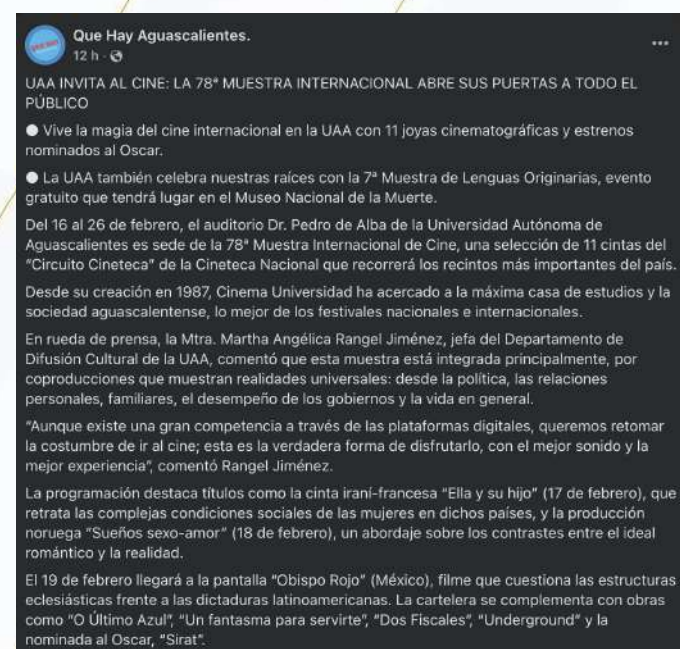 Que Hay Aguascalientes.
12 h ·
UAA INVITA AL CINE: LA 78ª MUESTRA INTERNACIONAL ABRE SUS PUERTAS A TODO EL
PÚBLICO
● Vive la magia del cine internacional en la UAA con 11 joyas cinematográficas y estrenos
nominados al Oscar.
● La UAA también celebra nuestras raíces con la 7ª Muestra de Lenguas Originarias, evento
gratuito que tendrá lugar en el Museo Nacional de la Muerte.
Del 16 al 26 de febrero, el auditorio Dr. Pedro de Alba de la Universidad Autónoma de
Aguascalientes es sede de la 78ª Muestra Internacional de Cine, una selección de 11 cintas del
"Circuito Cineteca" de la Cineteca Nacional que recorrerá los recintos más importantes del país.
Desde su creación en 1987, Cinema Universidad ha acercado a la máxima casa de estudios y la
sociedad aguascalentense, lo mejor de los festivales nacionales e internacionales.
En rueda de prensa, la Mtra. Martha Angélica Rangel Jiménez, jefa del Departamento de
Difusión Cultural de la UAA, comentó que esta muestra está integrada principalmente, por
coproducciones que muestran realidades universales: desde la política, las relaciones
personales, familiares, el desempeño de los gobiernos y la vida en general.
"Aunque existe una gran competencia a través de las plataformas digitales, queremos retomar
la costumbre de ir al cine; esta es la verdadera forma de disfrutarlo, con el mejor sonido y la
mejor experiencia", comentó Rangel Jiménez.
La programación destaca títulos como la cinta iraní-francesa "Ella y su hijo" (17 de febrero), que
retrata las complejas condiciones sociales de las mujeres en dichos países, y la producción
noruega "Sueños sexo-amor" (18 de febrero), un abordaje sobre los contrastes entre el ideal
romántico y la realidad.
El 19 de febrero llegará a la pantalla "Obispo Rojo" (México), filme que cuestiona las estructuras
eclesiásticas frente a las dictaduras latinoamericanas. La cartelera se complementa con obras
como "O Último Azul", "Un fantasma para servirte", "Dos Fiscales", "Underground" y la
nominada al Oscar, "Sirat".